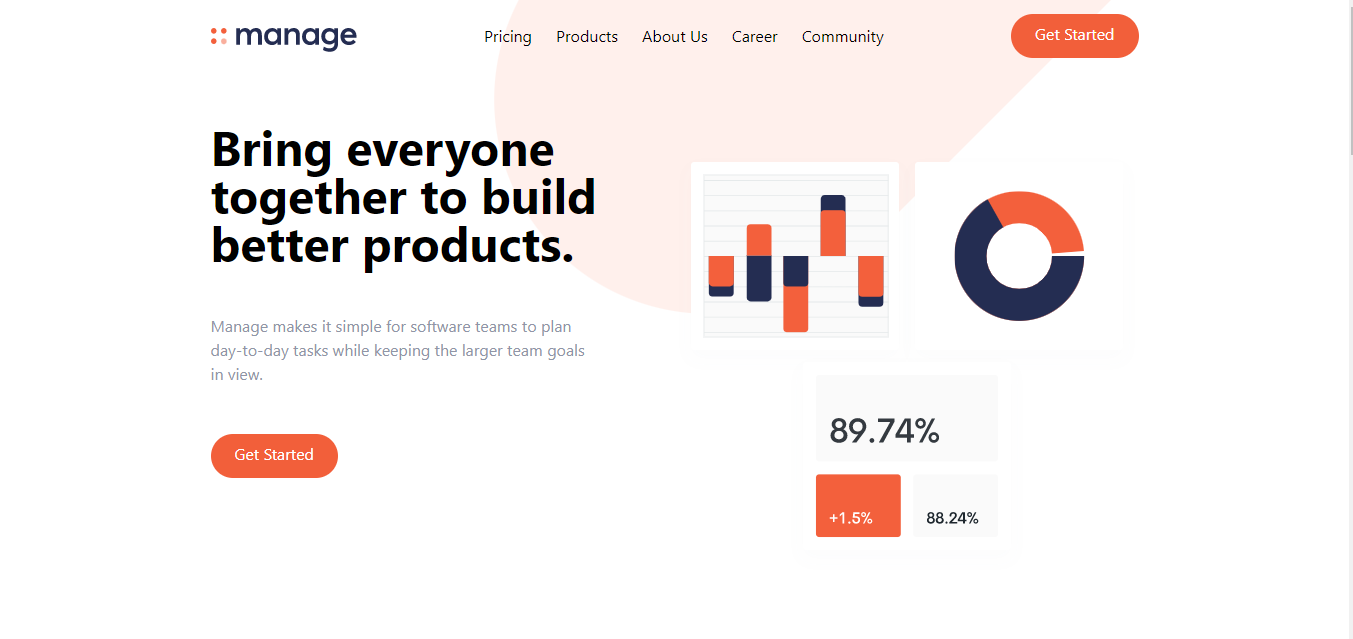 manage
Pricing
Products
About Us
Career
Community
Get Started
Bring everyone
together to build
better products.
Manage makes it simple for software teams to plan
day-to-day tasks while keeping the larger team goals
in view.
Get Started
89.74%
+1.5%
88.24%